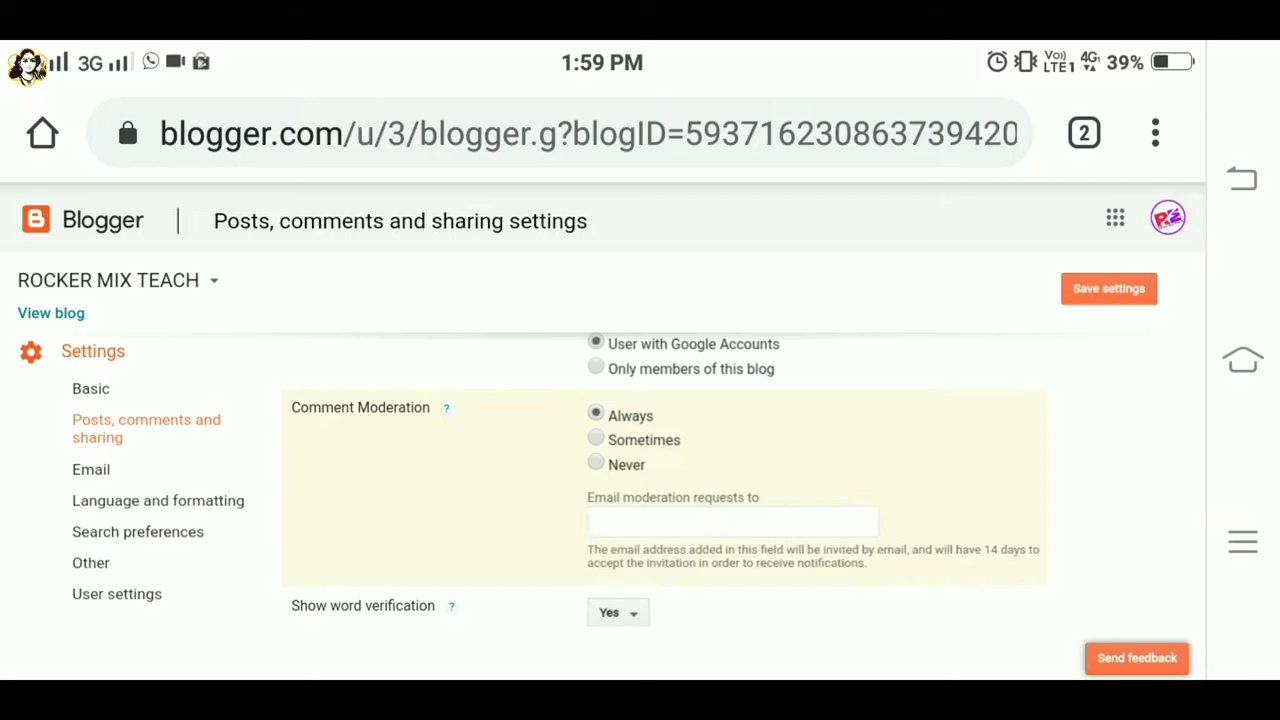 3G 1:59 PM Vo) LTE1 4G 39%
blogger.com/u/3/blogger.g?blogID=593716230863739420 2
Blogger Posts, comments and sharing settings
ROCKER MIX TEACH
Save settings
View blog
Settings
Basic
Posts, comments and
sharing
Email
Language and formatting
Search preferences
Other
User settings
User with Google Accounts
Only members of this blog
Comment Moderation ?
Always
Sometimes
Never
Email moderation requests to
The email address added in this field will be invited by email, and will have 14 days to
accept the invitation in order to receive notifications.
Show word verification ? Yes
Send feedback